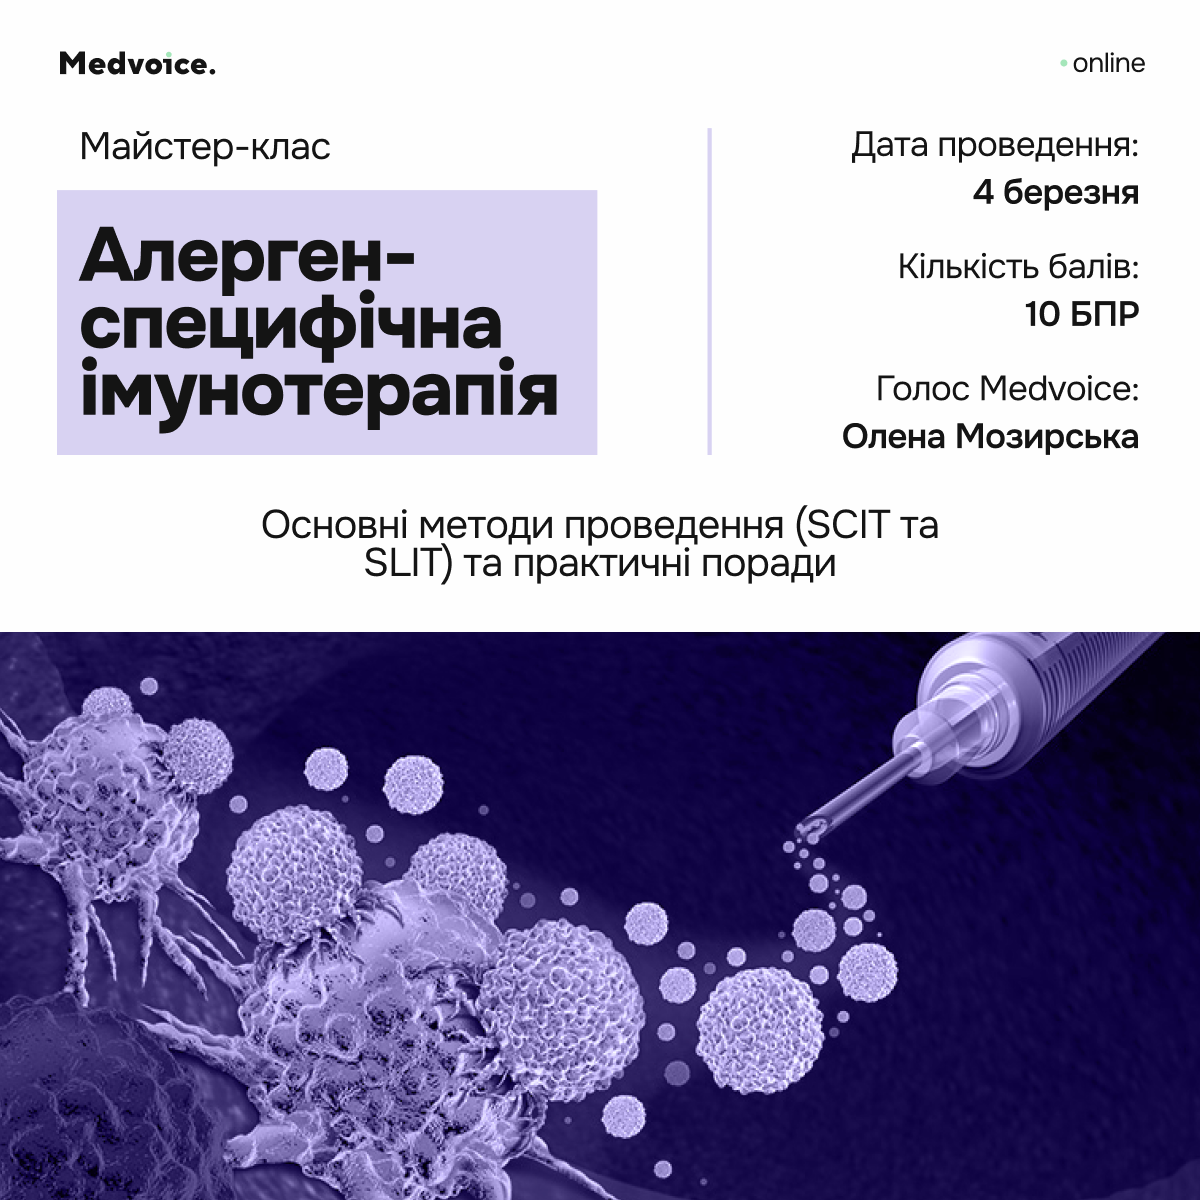 Medvoice.
online
Майстер-клас
Алерген-
специфічна
імунотерапія
Дата проведення:
4 березня
Кількість балів:
10 БПР
Голос Medvoice:
Олена Мозирська
Основні методи проведення (SCIT та
SLIT) та практичні поради